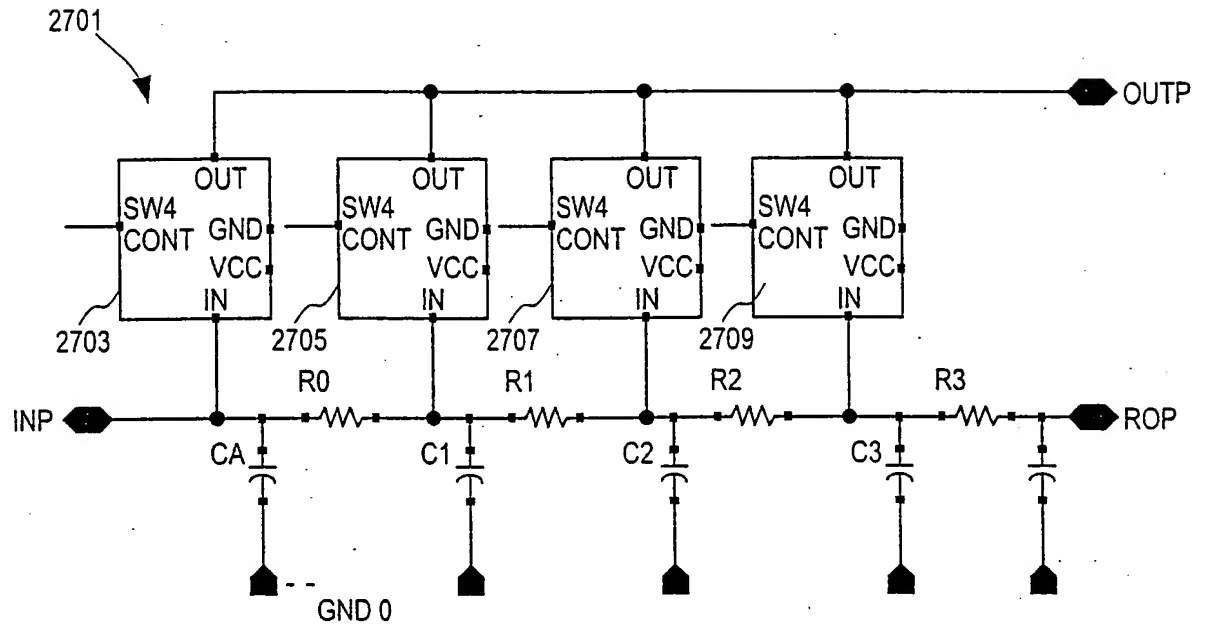 2701
OUTP
OUT OUT OUT OUT
SW4 SW4 SW4 SW4
CONT GND CONT GND CONT GND CONT GND
VCC VCC VCC VCC
IN IN IN IN
2703 2705 2707 2709
R0 R1 R2 R3
INP ROP
CA C1 C2 C3
GND 0